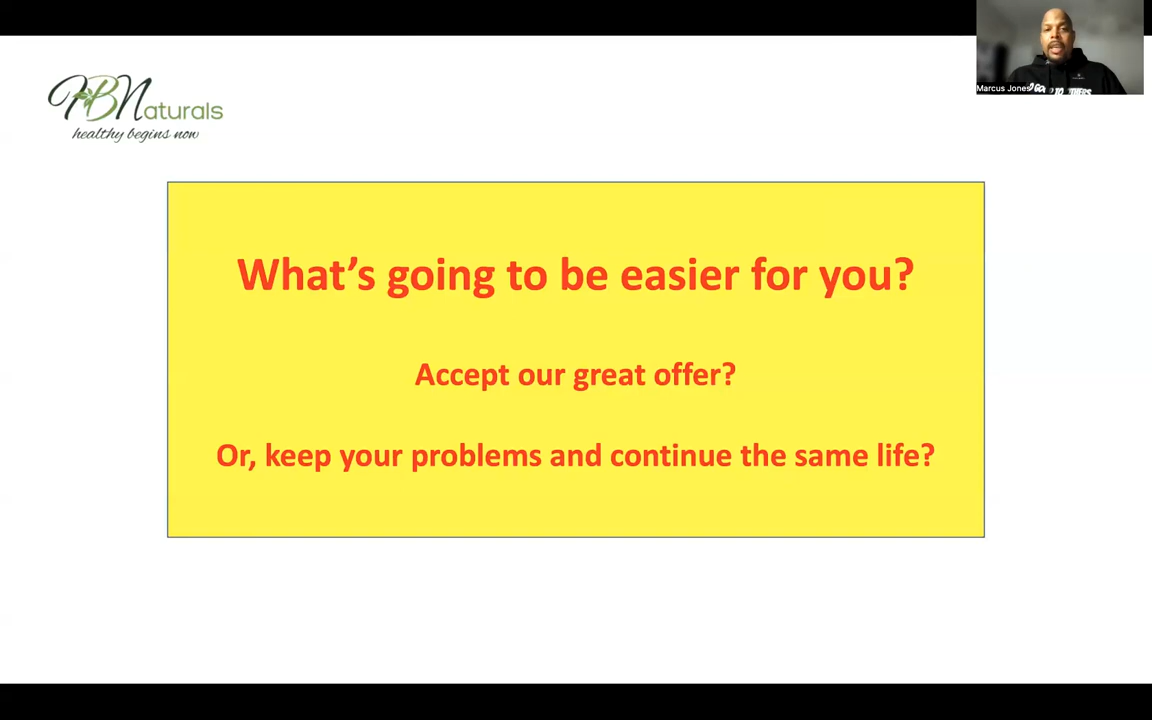 HBNaturals
healthy begins now
Marcus Jones
What's going to be easier for you?
Accept our great offer?
Or, keep your problems and continue the same life?